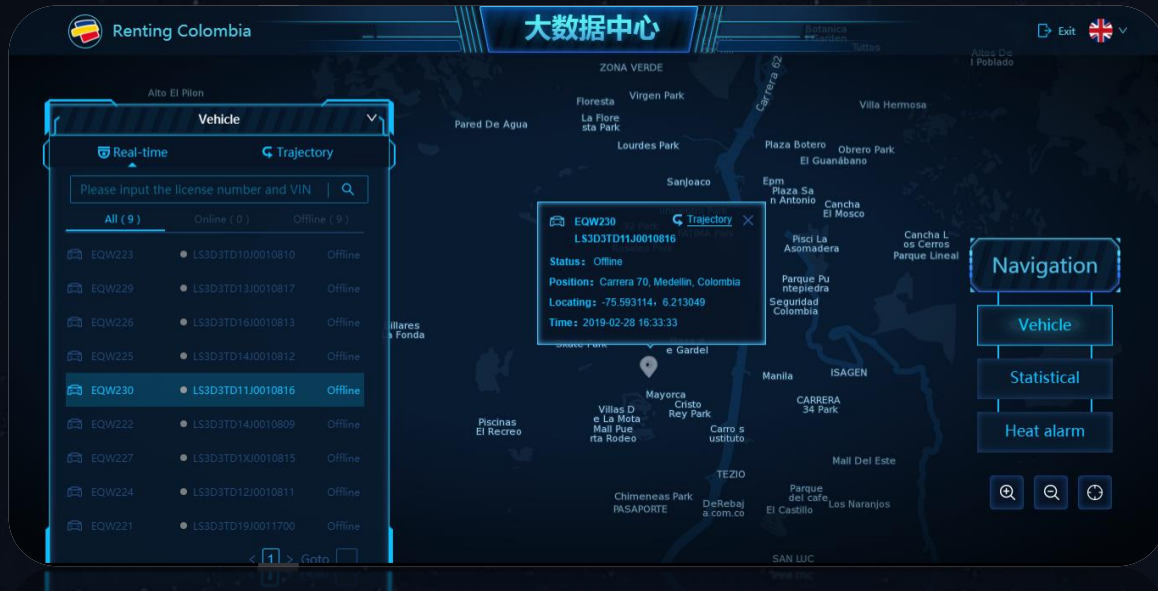 Renting Colombia
大数据中心
Exit
Botanica
l Garden
Tuttos
Altos De
l Poblado
ZONA VERDE
Alto El Pilon
Virgen Park
Floresta
Carrera 62
Villa Hermosa
La Flore
sta Park
Pared De Agua
Lourdes Park
Plaza Botero
Obrero Park
El Guanábano
SanJoaco
Epm
Plaza Sa
n Antonio
Cancha
El Mosco
Pisci La
Asomadera
Cancha L
os Cerros
Parque Lineal
Parque Pu
ntepiedra
Seguridad
Colombia
Vehicle
Real-time
Trajectory
Please input the license number and VIN
All ( 9 )
Online ( 0 )
Offline ( 9 )
EQW223 LS3D3TD10J0010810 Offline
EQW229 LS3D3TD13J0010817 Offline
EQW226 LS3D3TD16J0010813 Offline
EQW225 LS3D3TD14J0010812 Offline
EQW230 LS3D3TD11J0010816 Offline
EQW222 LS3D3TD14J0010809 Offline
EQW227 LS3D3TD1XJ0010815 Offline
EQW224 LS3D3TD12J0010811 Offline
EQW221 LS3D3TD19J0011700 Offline
< 1 > Goto
EQW230
Trajectory
LS3D3TD11J0010816
Status： Offline
Position： Carrera 70, Medellin, Colombia
Locating： -75.593114， 6.213049
Time： 2019-02-28 16:33:33
illares
a Fonda
Skate Park
e Gardel
Manila
ISAGEN
Mayorca
Cristo
Rey Park
CARRERA
34 Park
Villas D
e La Mota
Mall Pue
rta Rodeo
Piscinas
El Recreo
Carro s
ustituto
Mall Del Este
TEZIO
Chimeneas Park
PASAPORTE
DeRebaj
a.com.co
Parque
del cafe
El Castillo
Los Naranjos
SAN LUC
Navigation
Vehicle
Statistical
Heat alarm